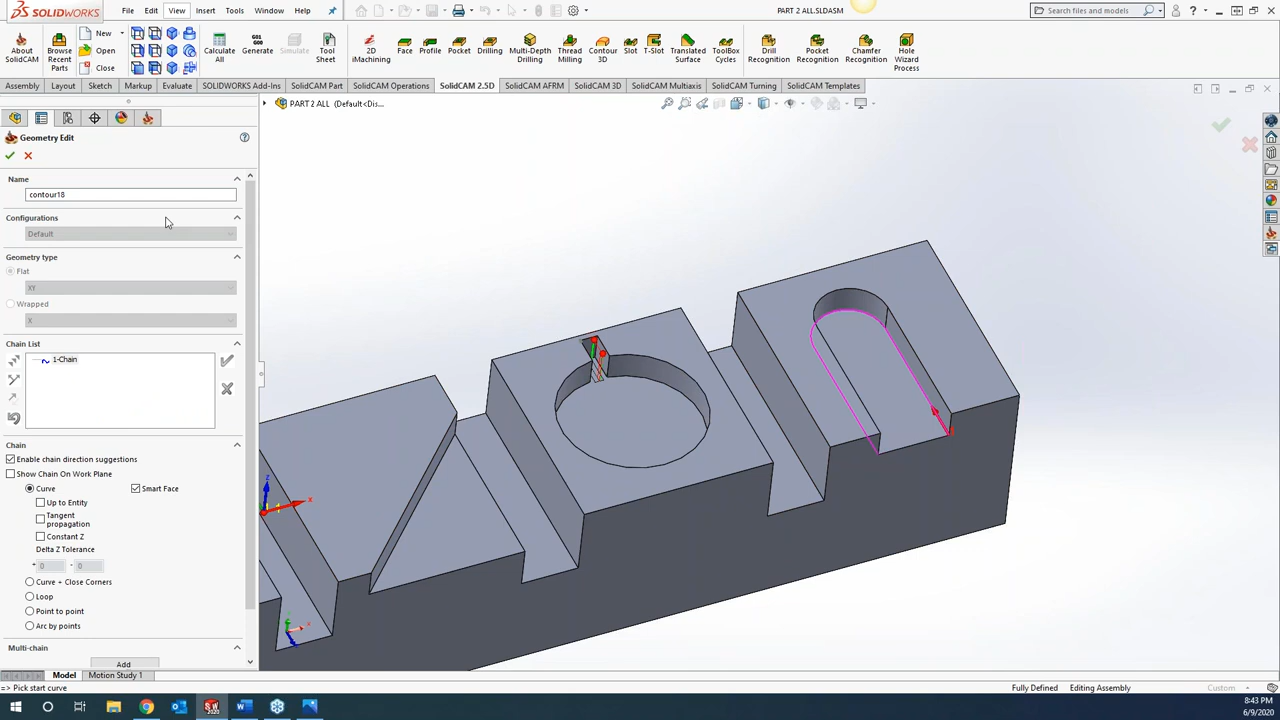 SOLIDWORKS
File
Edit
View
Insert
Tools
Window
Help
PART 2 ALL.SLDASM
Search files and models
About SolidCAM
Browse Recent Parts
New
Open
Close
Calculate All
G01 G00
Generate
Simulate
Tool Sheet
2D iMachining
Face
Profile
Pocket
Drilling
Multi-Depth Drilling
Thread Milling
Contour 3D
Slot
T-Slot
Translated Surface
ToolBox Cycles
Drill Recognition
Pocket Recognition
Chamfer Recognition
Hole Wizard Process
Assembly
Layout
Sketch
Markup
Evaluate
SOLIDWORKS Add-Ins
SolidCAM Part
SolidCAM Operations
SolidCAM 2.5D
SolidCAM AFRM
SolidCAM 3D
SolidCAM Multiaxis
SolidCAM Turning
SolidCAM Templates
PART 2 ALL (Default<Dis...
Geometry Edit
Name
contour18
Configurations
Default
Geometry type
Flat
XY
Wrapped
X
Chain List
1-Chain
Chain
Enable chain direction suggestions
Show Chain On Work Plane
Curve
Smart Face
Up to Entity
Tangent
propagation
Constant Z
Delta Z Tolerance
+ 0 - 0
Curve + Close Corners
Loop
Point to point
Arc by points
Multi-chain
Add
Model
Motion Study 1
=> Pick start curve
Fully Defined
Editing Assembly
Custom
8:43 PM
6/9/2020